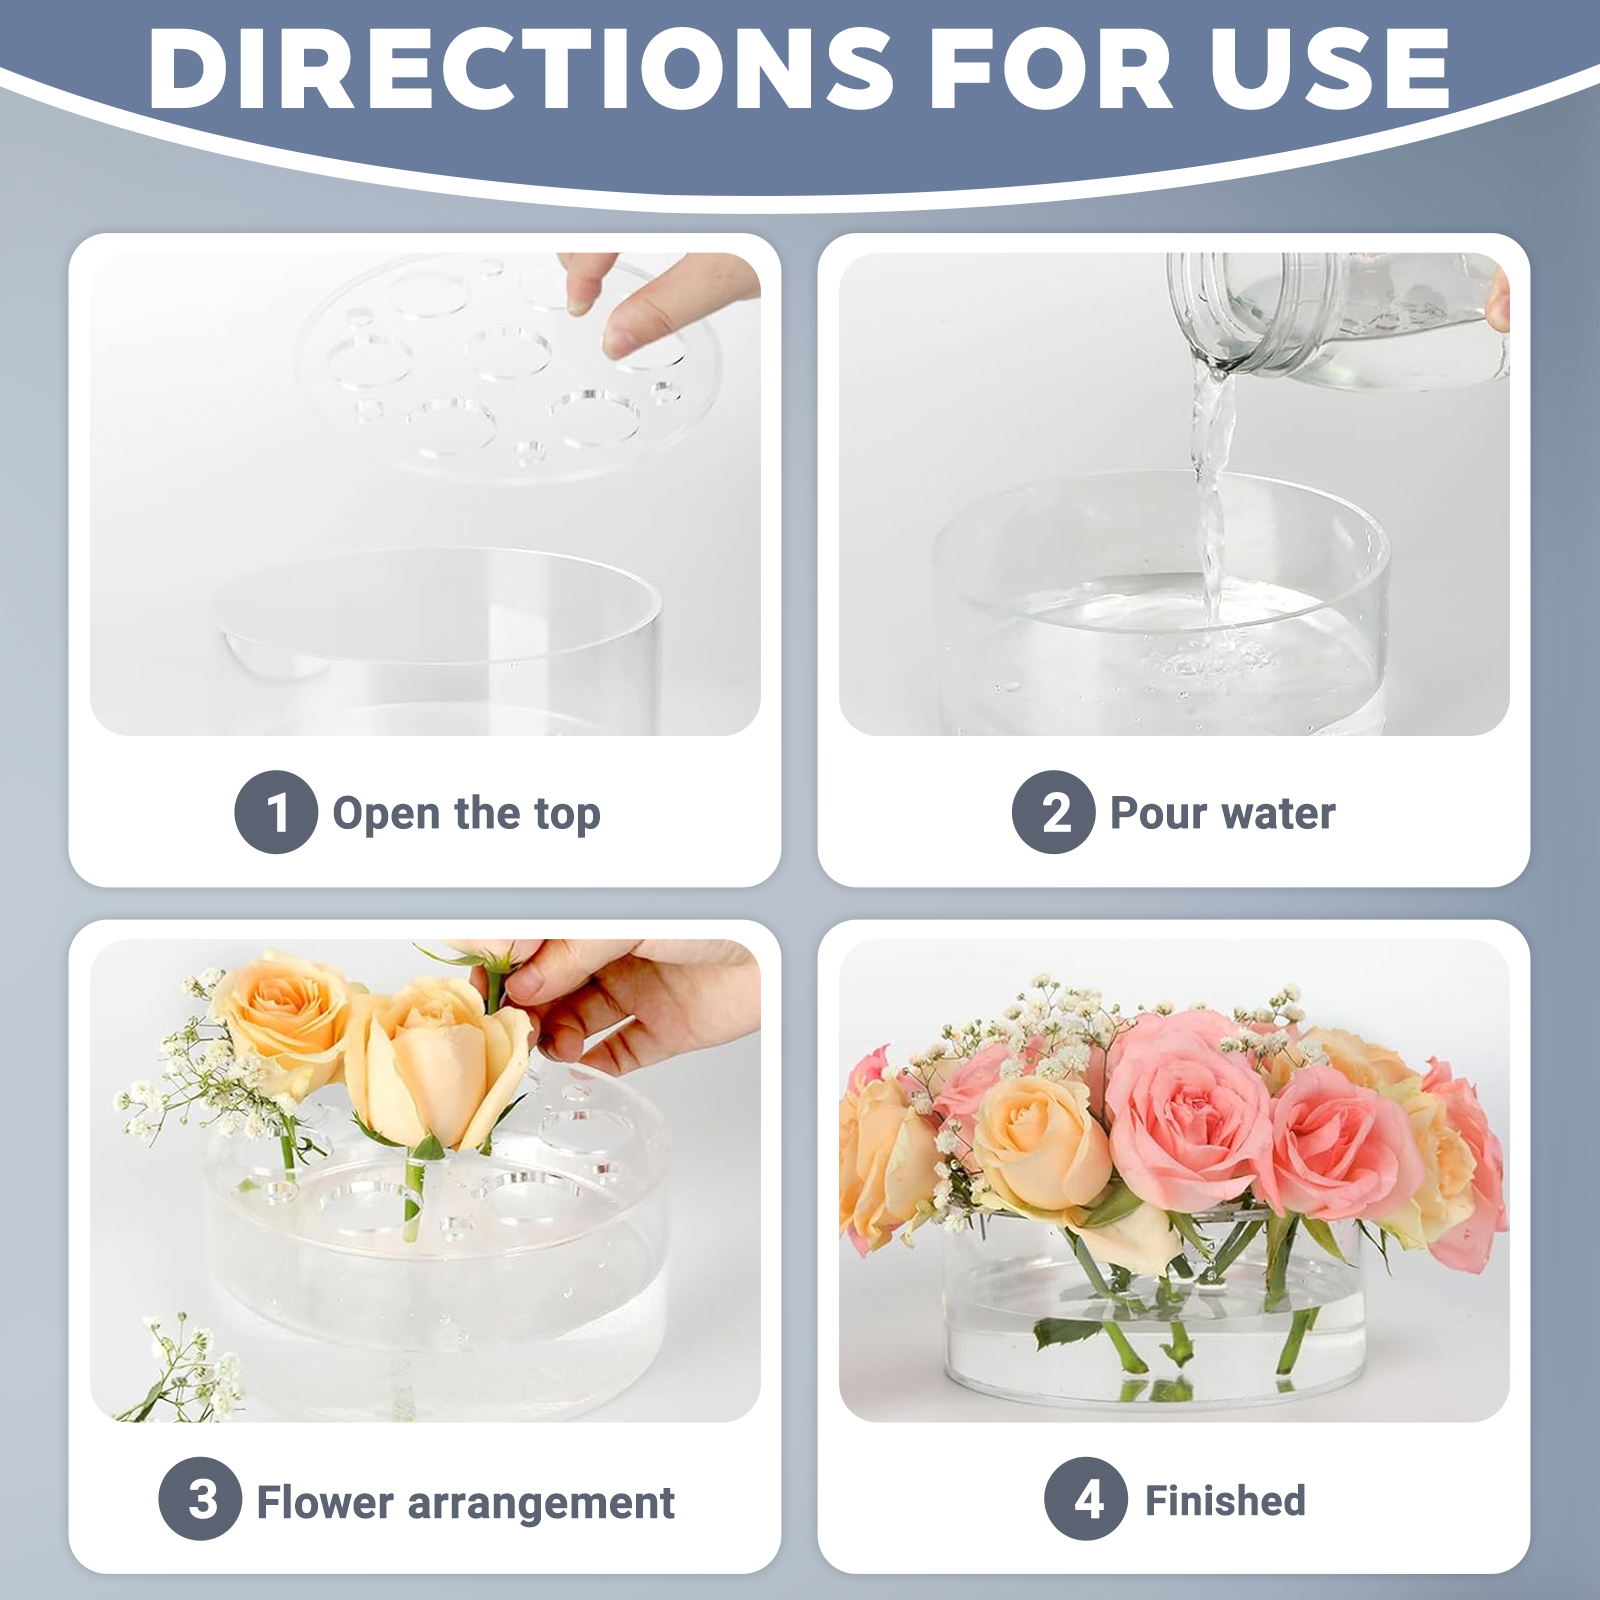 DIRECTIONS FOR USE
1 Open the top
2 Pour water
3 Flower arrangement
4 Finished